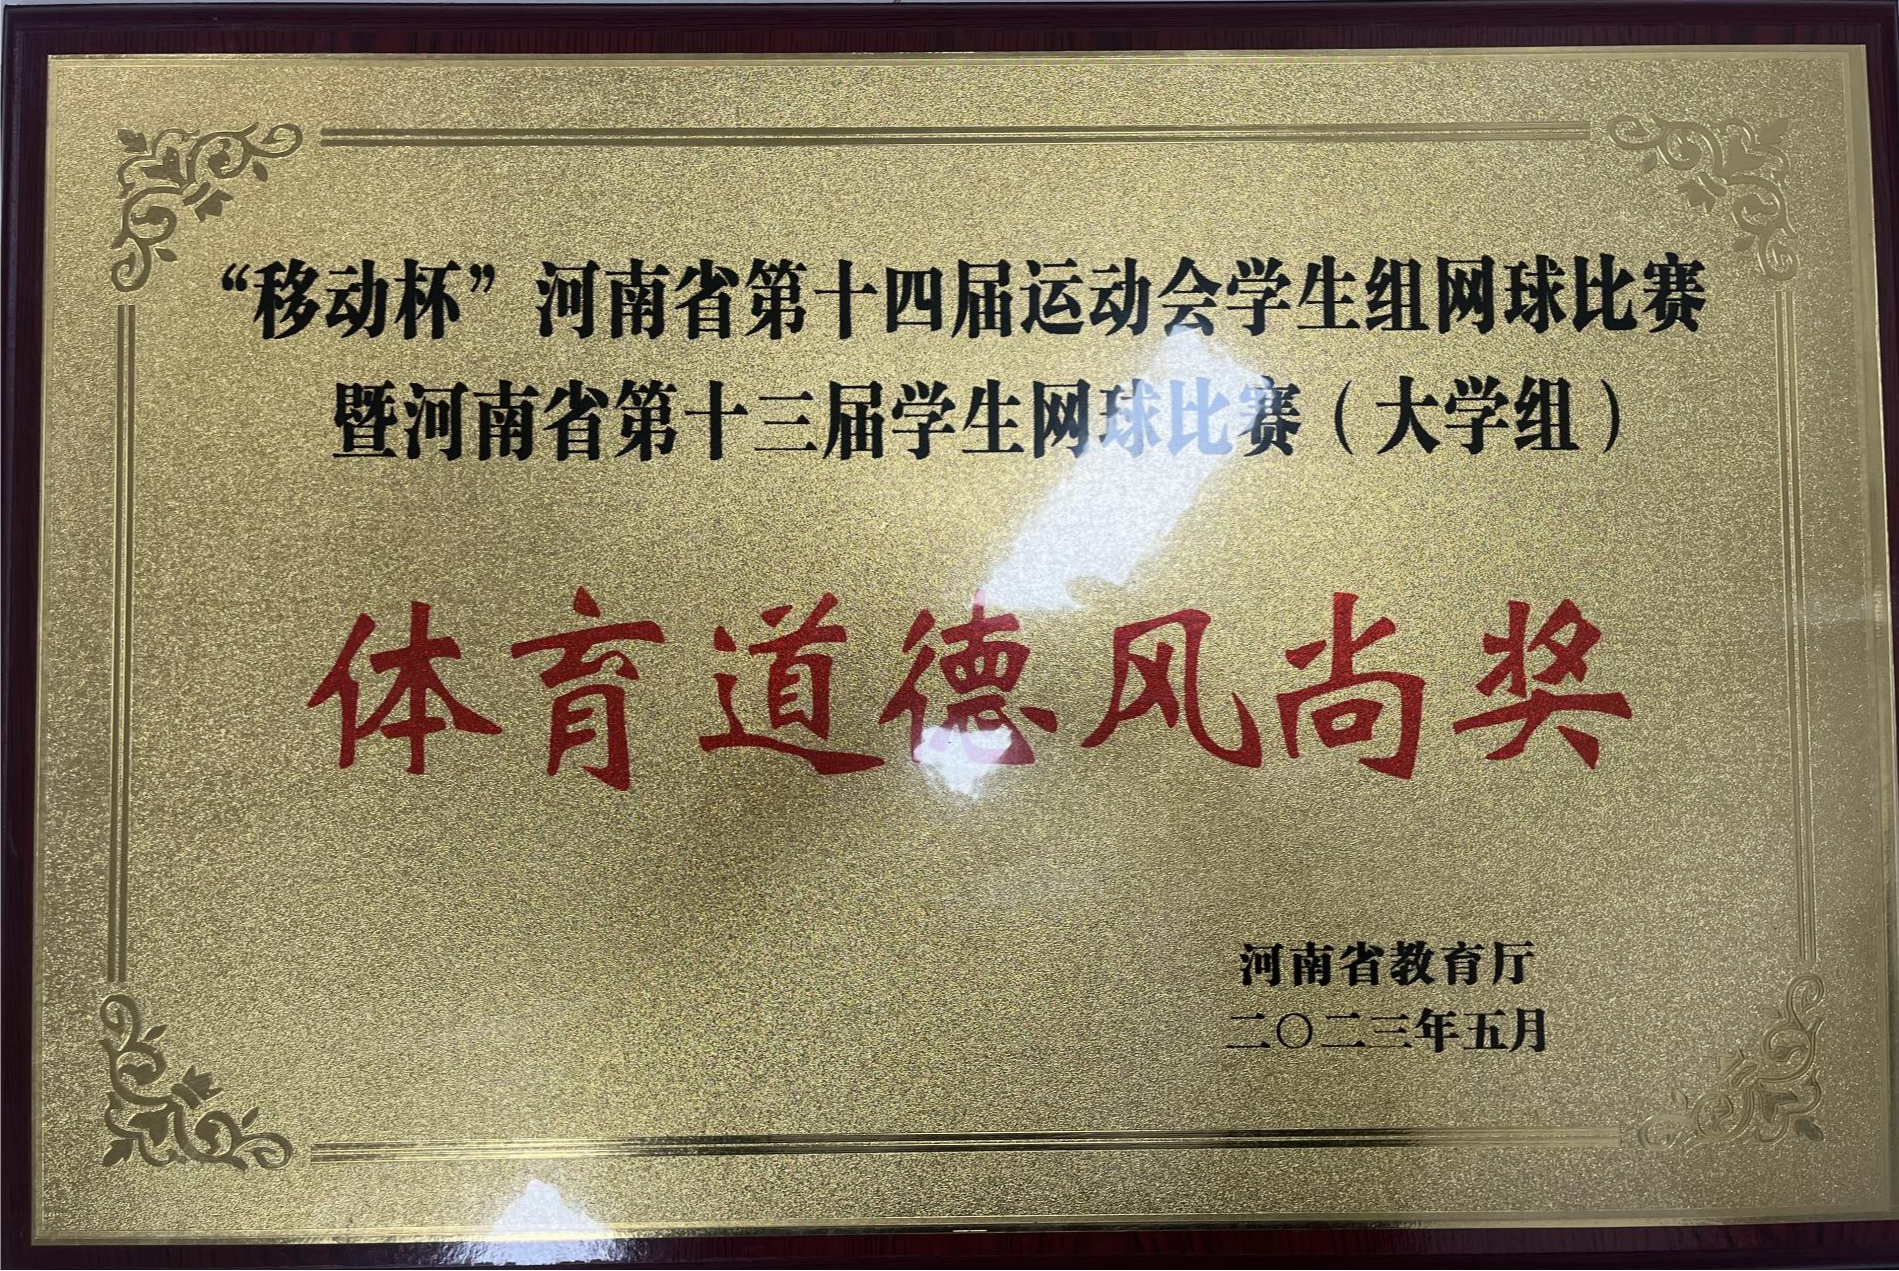 “移动杯”河南省第十四届运动会学生组网球比赛
暨河南省第十三届学生网球比赛（大学组）
体育道德风尚奖
河南省教育厅
二〇二三年五月